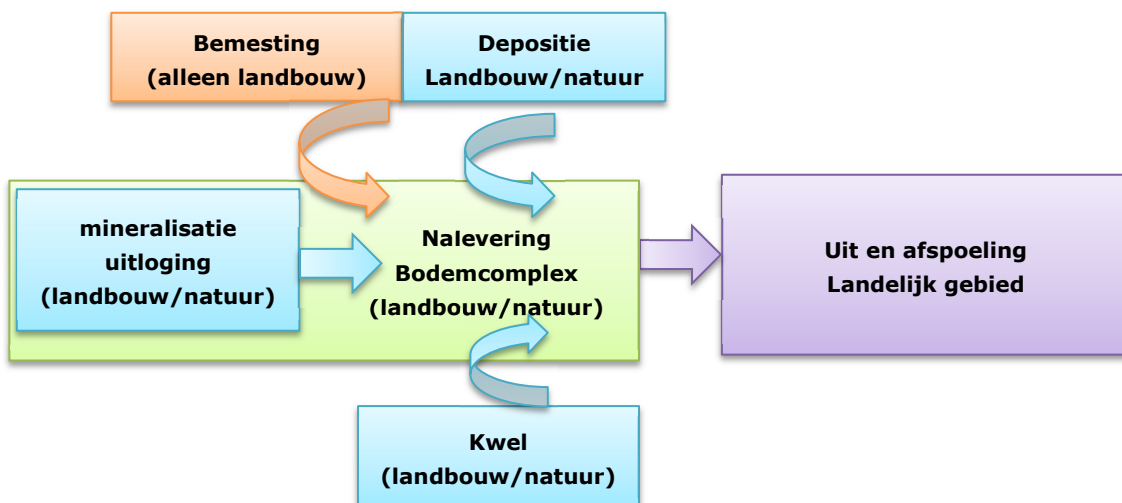 Bemesting
(alleen landbouw)
Depositie
Landbouw/natuur
mineralisatie
uitloging
(landbouw/natuur)
Nalevering
Bodemcomplex
(landbouw/natuur)
Uit en afspoeling
Landelijk gebied
Kwel
(landbouw/natuur)